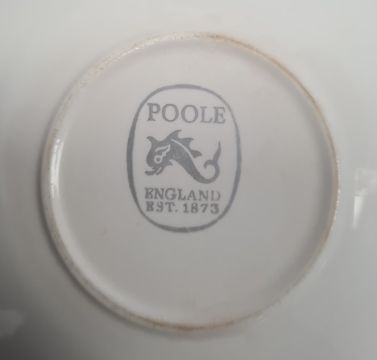 POOLE
ENGLAND
EST. 1873